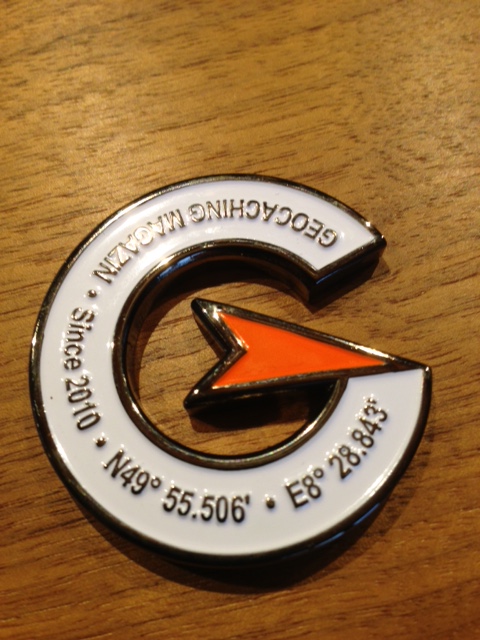 GEOCACHING MAGAZIN • Since 2010 • N49° 55.506' • E8° 28.843'